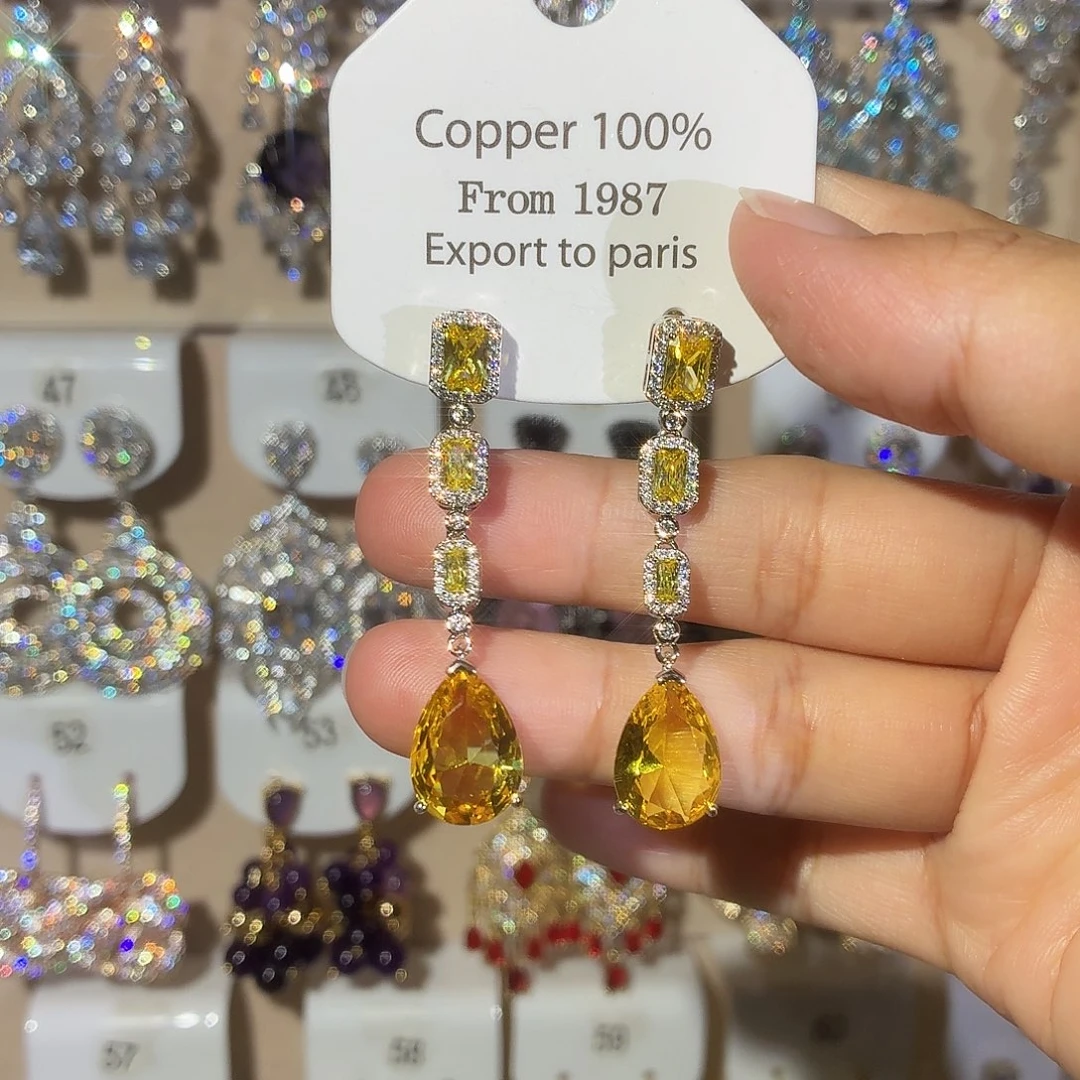 Copper 100%
From 1987
Export to paris
47
48
52
53
57
58
59